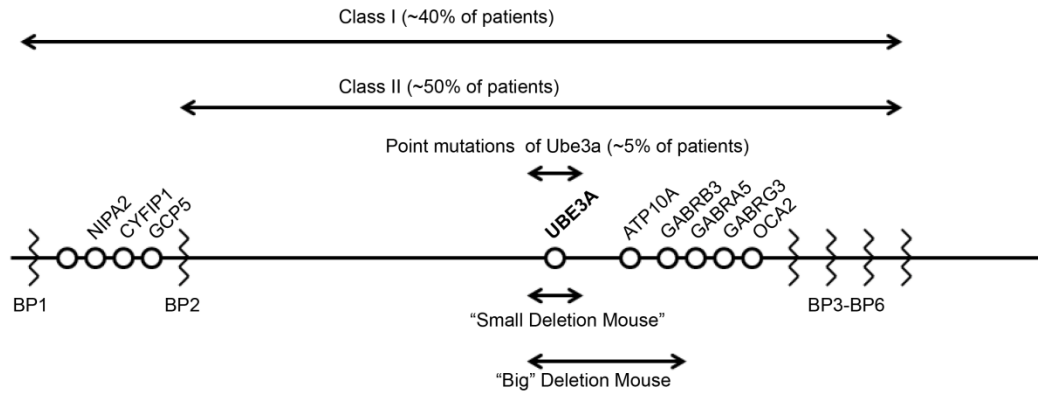 Class I (~40% of patients)
Class II (~50% of patients)
Point mutations of Ube3a (~5% of patients)
NIPA2
CYFIP1
GCP5
UBE3A
ATP10A
GABRB3
GABRA5
GABRG3
OCA2
BP1
BP2
BP3-BP6
“Small Deletion Mouse”
“Big” Deletion Mouse